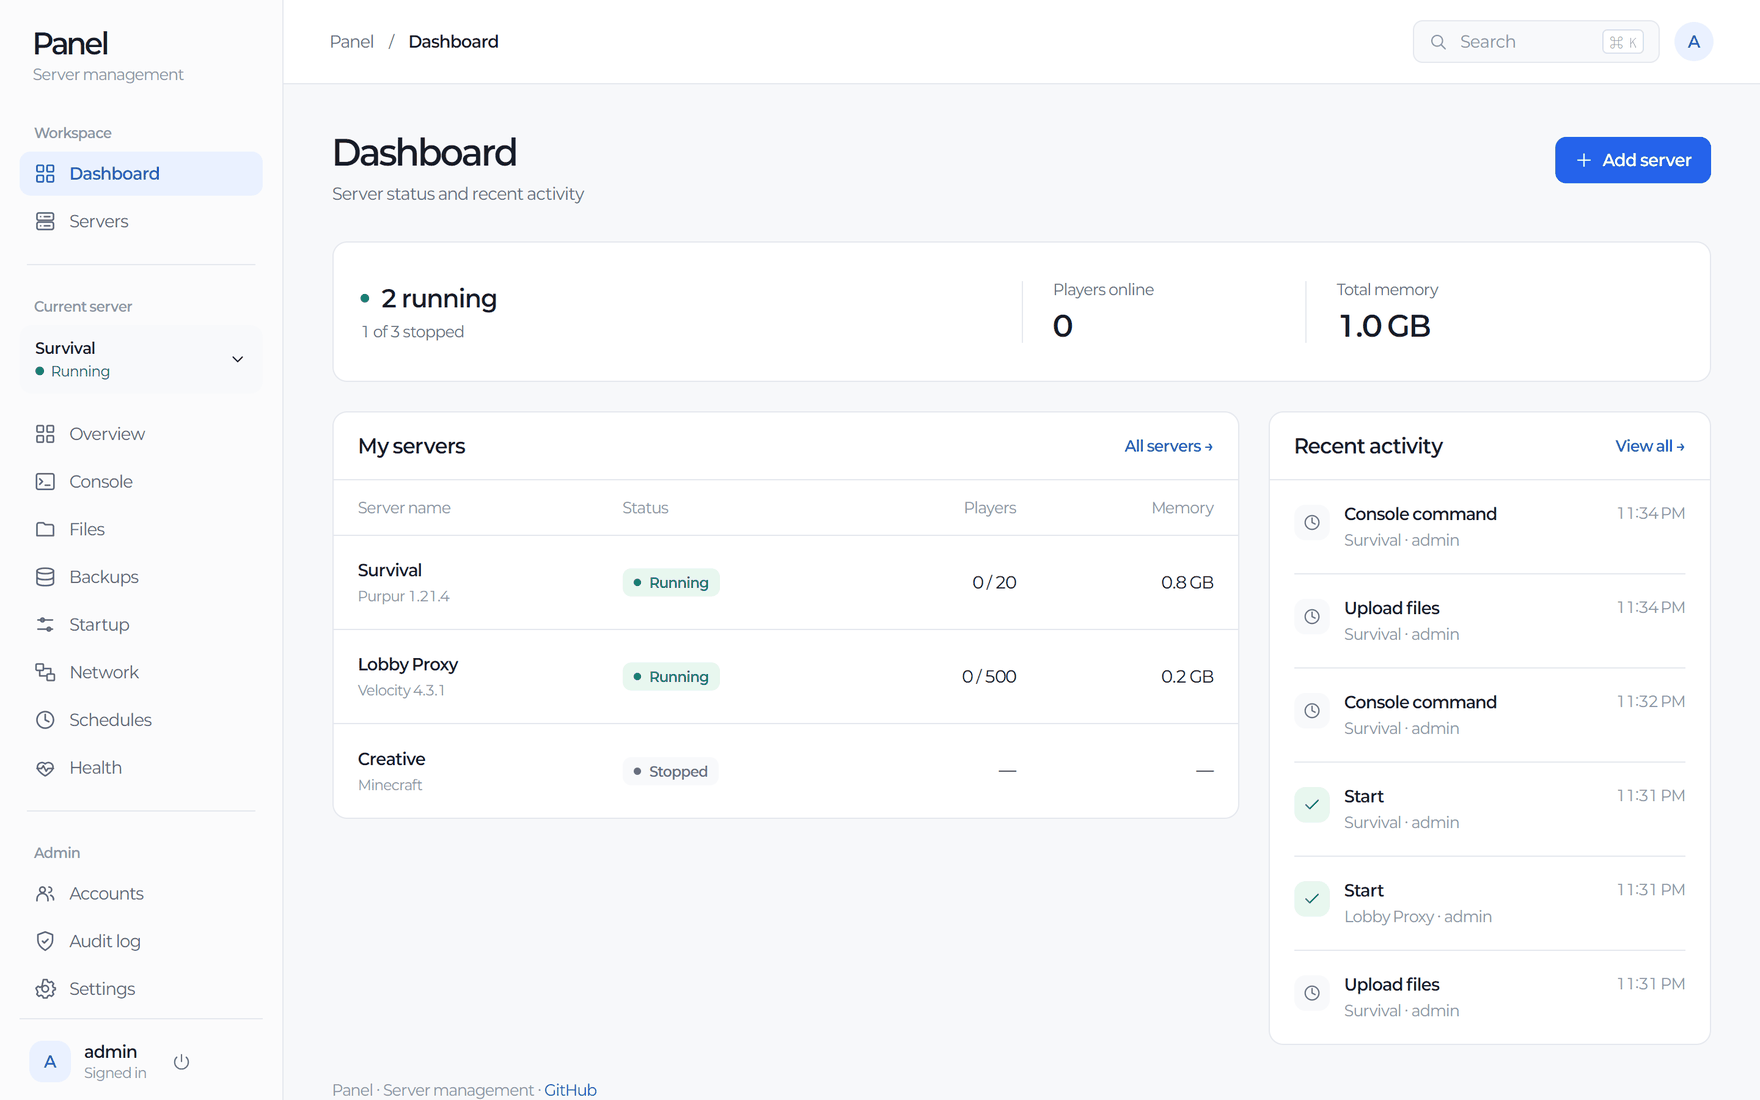 Panel
Server management
Workspace
Dashboard
Servers
Current server
Survival
Running
Overview
Console
Files
Backups
Startup
Network
Schedules
Health
Admin
Accounts
Audit log
Settings
A
admin
Signed in
Panel / Dashboard
Search
⌘ K
A
Dashboard
Server status and recent activity
+ Add server
2 running
1 of 3 stopped
Players online
0
Total memory
1.0 GB
My servers
All servers →
Server name Status Players Memory
Survival
Purpur 1.21.4
Running
0 / 20
0.8 GB
Lobby Proxy
Velocity 4.3.1
Running
0 / 500
0.2 GB
Creative
Minecraft
Stopped
—
—
Recent activity
View all →
Console command
11:34 PM
Survival · admin
Upload files
11:34 PM
Survival · admin
Console command
11:32 PM
Survival · admin
Start
11:31 PM
Survival · admin
Start
11:31 PM
Lobby Proxy · admin
Upload files
11:31 PM
Survival · admin
Panel · Server management · GitHub